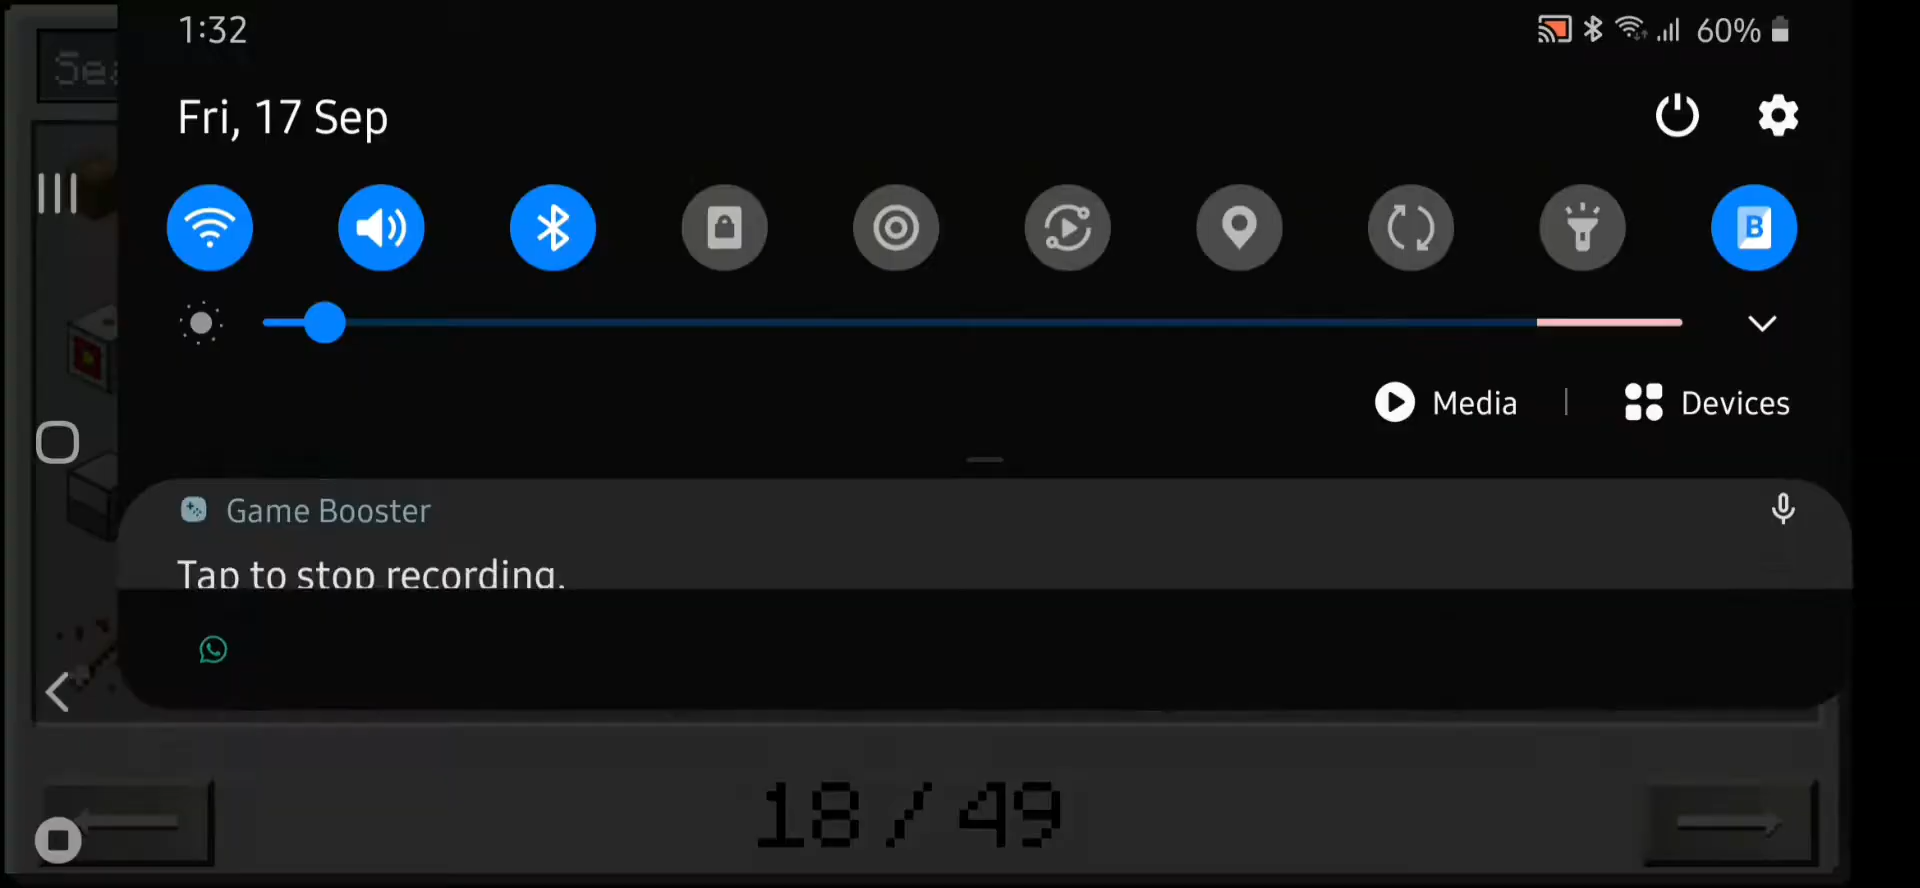 1:32
60%
Fri, 17 Sep
B
Media | Devices
Game Booster
Tap to stop recording.
18/49